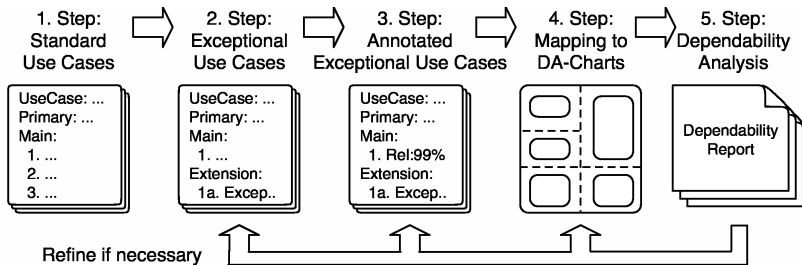 1. Step:
Standard
Use Cases
2. Step:
Exceptional
Use Cases
3. Step:
Annotated
Exceptional Use Cases
4. Step:
Mapping to
DA-Charts
5. Step:
Dependability
Analysis
UseCase: ...
Primary: ...
Main:
1. ...
2. ...
3. ...
UseCase: ...
Primary: ...
Main:
1. ...
Extension:
1a. Excep..
UseCase: ...
Primary: ...
Main:
1. Rel:99%
Extension:
1a. Excep..
Dependability
Report
Refine if necessary